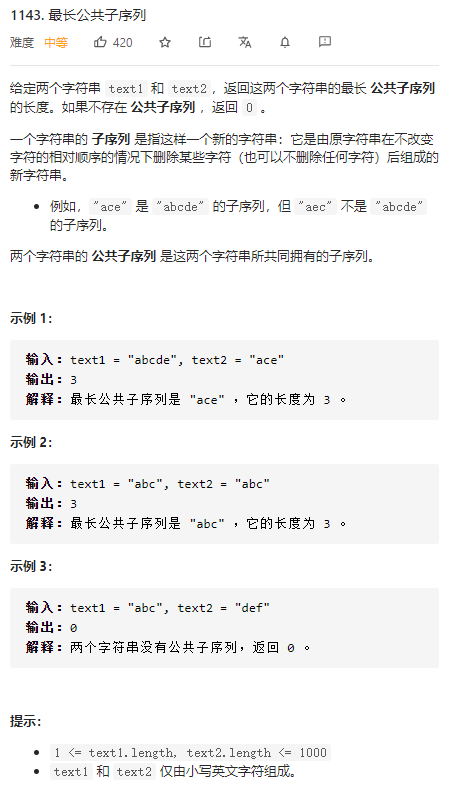 1143. 最长公共子序列
难度 中等 420
给定两个字符串 text1 和 text2，返回这两个字符串的最长 公共子序列
的长度。如果不存在 公共子序列 ，返回 0 。
一个字符串的 子序列 是指这样一个新的字符串：它是由原字符串在不改变
字符的相对顺序的情况下删除某些字符（也可以不删除任何字符）后组成的
新字符串。
• 例如，"ace" 是 "abcde" 的子序列，但 "aec" 不是 "abcde"
的子序列。
两个字符串的 公共子序列 是这两个字符串所共同拥有的子序列。
示例 1：
输入：text1 = "abcde", text2 = "ace"
输出：3
解释：最长公共子序列是 "ace" ，它的长度为 3 。
示例 2：
输入：text1 = "abc", text2 = "abc"
输出：3
解释：最长公共子序列是 "abc" ，它的长度为 3 。
示例 3：
输入：text1 = "abc", text2 = "def"
输出：0
解释：两个字符串没有公共子序列，返回 0 。
提示：
• 1 <= text1.length, text2.length <= 1000
• text1 和 text2 仅由小写英文字符组成。